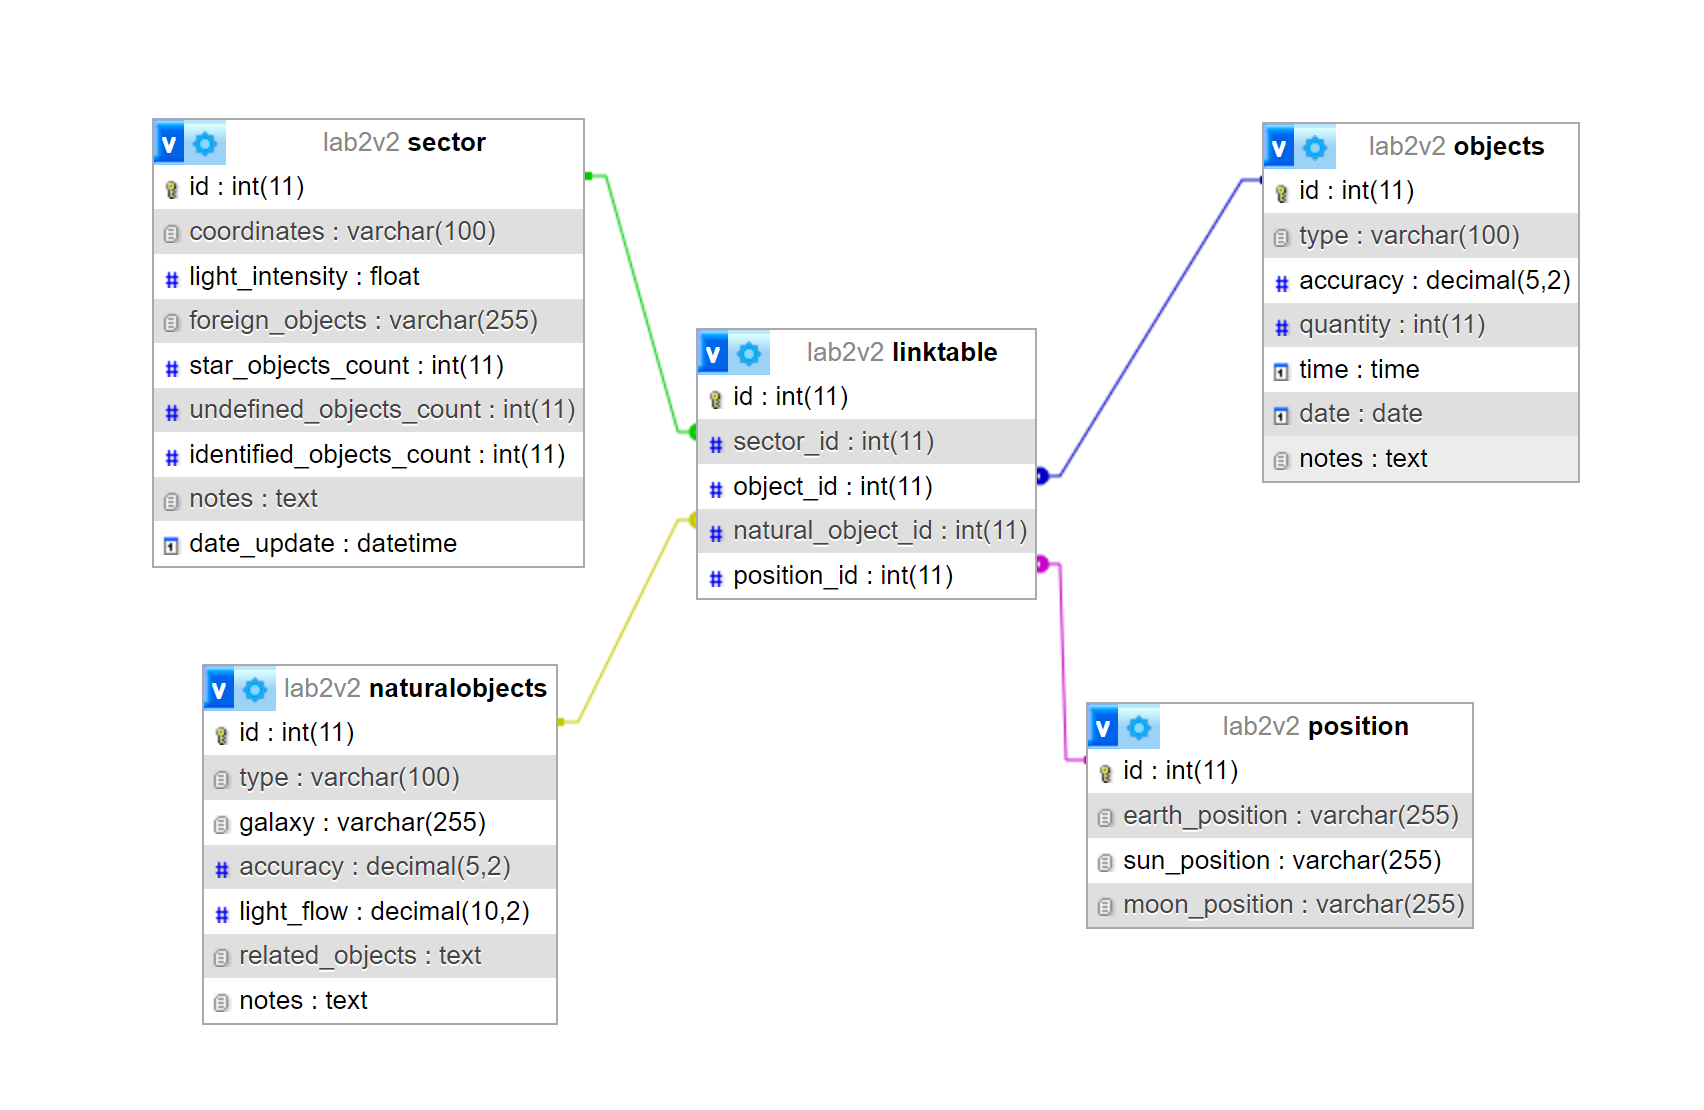 v lab2v2 sector
id : int(11)
coordinates : varchar(100)
# light_intensity : float
foreign_objects : varchar(255)
# star_objects_count : int(11)
# undefined_objects_count : int(11)
# identified_objects_count : int(11)
notes : text
date_update : datetime
v lab2v2 objects
id : int(11)
type : varchar(100)
# accuracy : decimal(5,2)
# quantity : int(11)
time : time
date : date
notes : text
v lab2v2 linktable
id : int(11)
# sector_id : int(11)
# object_id : int(11)
# natural_object_id : int(11)
# position_id : int(11)
v lab2v2 naturalobjects
id : int(11)
type : varchar(100)
galaxy : varchar(255)
# accuracy : decimal(5,2)
# light_flow : decimal(10,2)
related_objects : text
notes : text
v lab2v2 position
id : int(11)
earth_position : varchar(255)
sun_position : varchar(255)
moon_position : varchar(255)